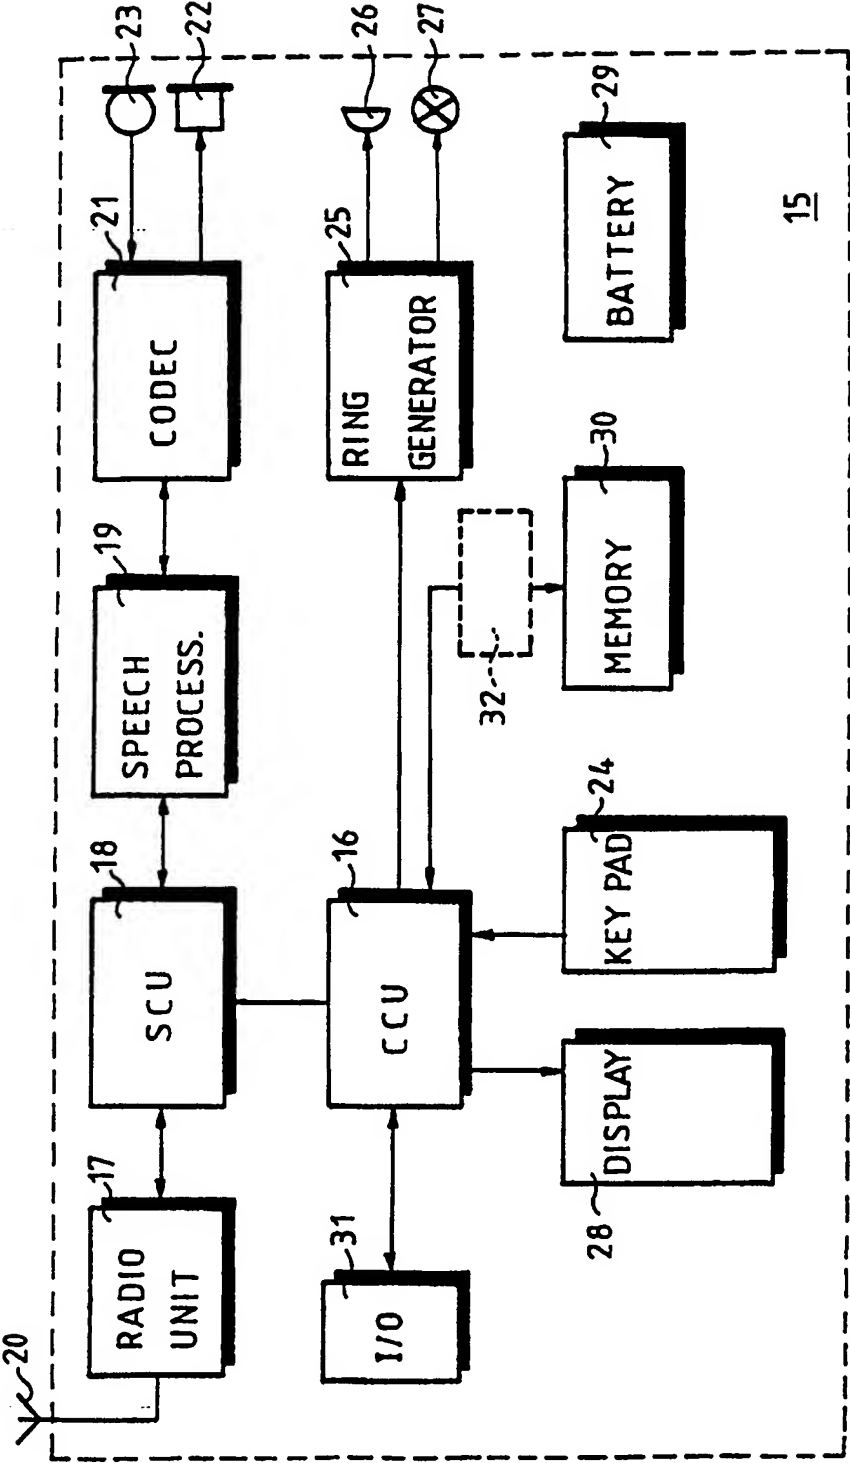 20
RADIO
UNIT
17
SCU
18
SPEECH
PROCESS.
19
CODEC
21
23
22
I/O
31
CCU
16
RING
GENERATOR
25
26
27
32
DISPLAY
28
KEY PAD
24
MEMORY
30
BATTERY
29
15